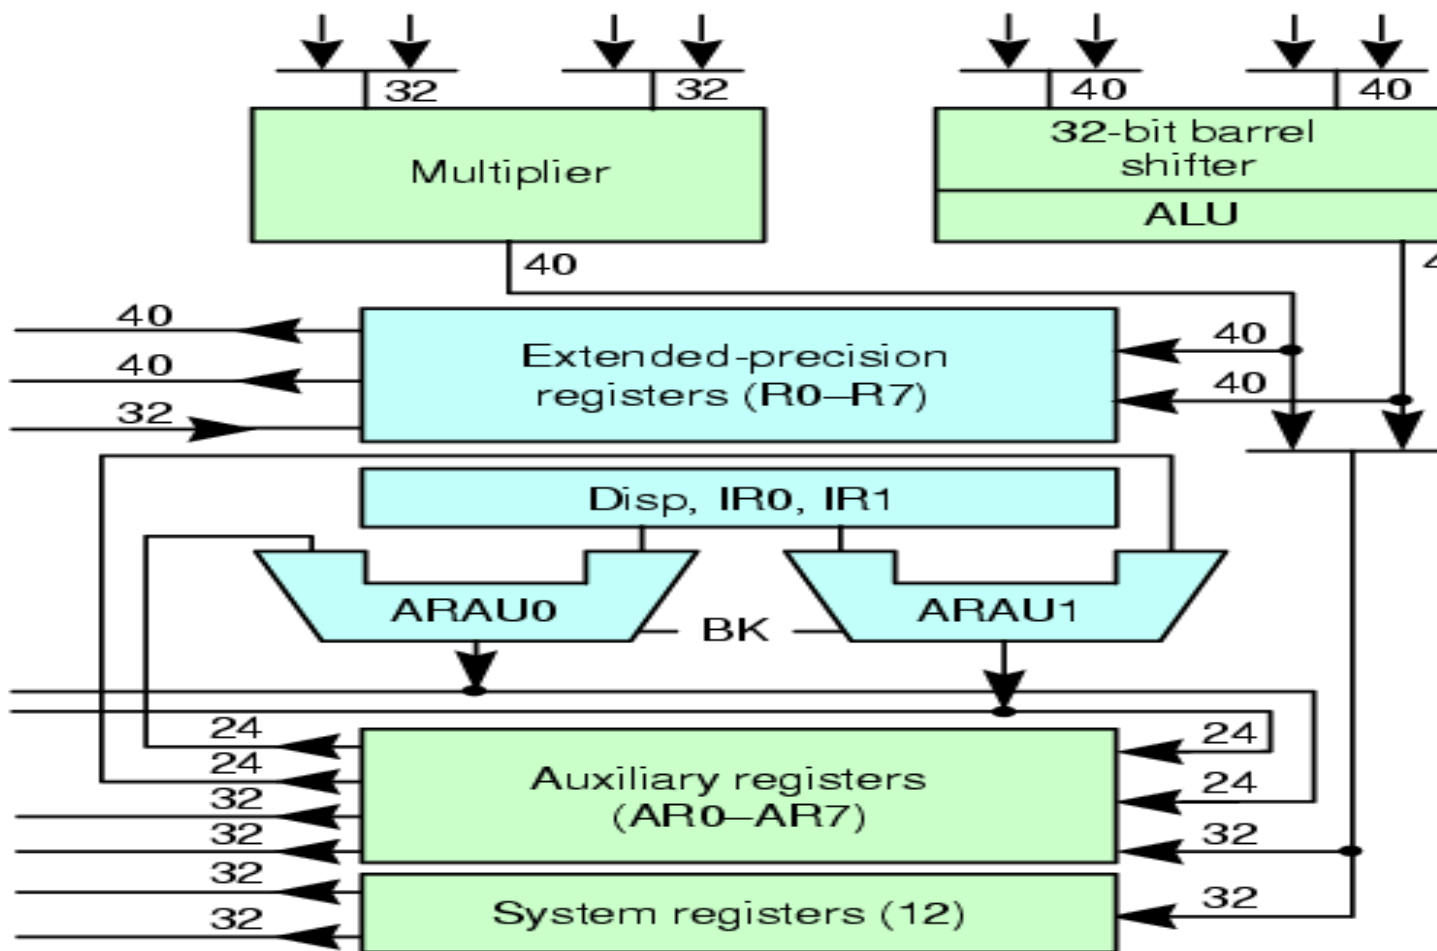 32
32
40
40
Multiplier
32-bit barrel
shifter
ALU
40
40
40
32
Extended-precision
registers (R0–R7)
40
40
Disp, IR0, IR1
ARAU0
BK
ARAU1
24
24
32
32
Auxiliary registers
(AR0–AR7)
24
24
32
32
32
System registers (12)
32